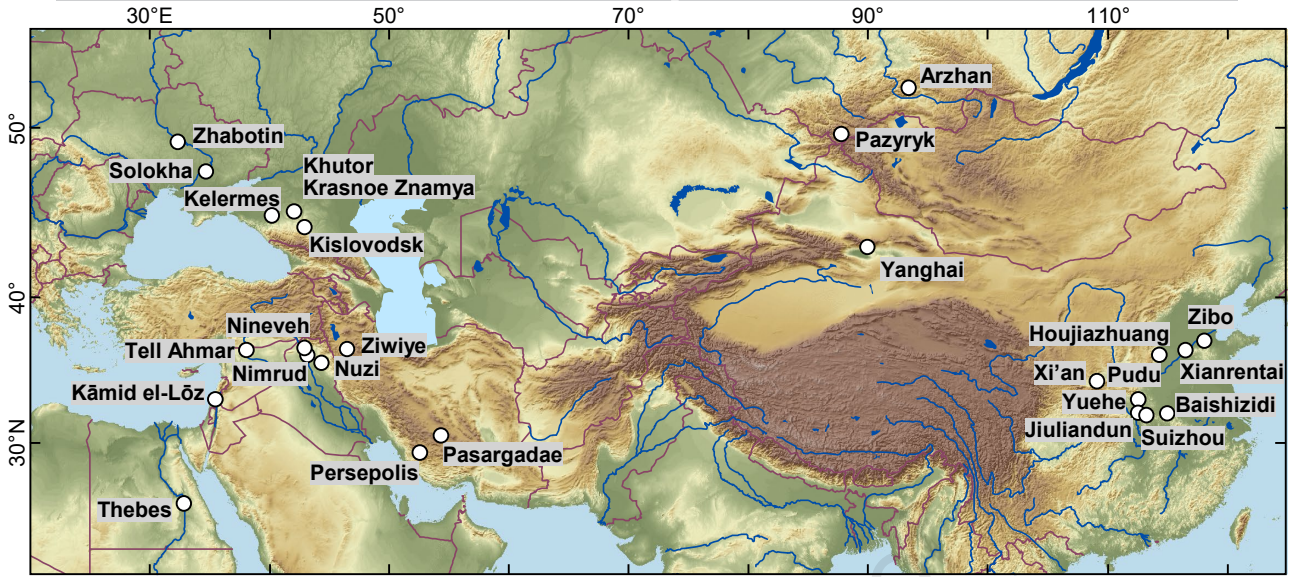 30°E
50°
70°
90°
110°
Arzhan
50°
Zhabotin
Pazyryk
Khutor
Solokha
Krasnoe Znamya
Kelermes
Kislovodsk
Yanghai
40°
Zibo
Nineveh
Houjiazhuang
Tell Ahmar
Ziwiye
Nimrud
Nuzi
Xi'an
Pudu
Xianrentai
Kāmid el-Lōz
Yuehe
Baishizidi
Jiuliandun
Suizhou
30°N
Pasargadae
Persepolis
Thebes